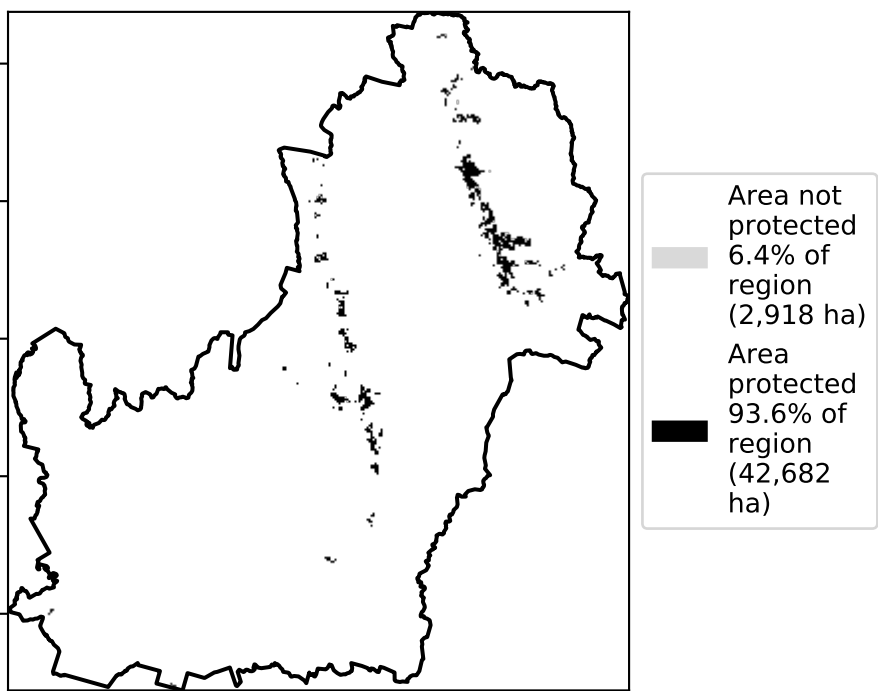 Area not
protected
6.4% of
region
(2,918 ha)
Area
protected
93.6% of
region
(42,682
ha)